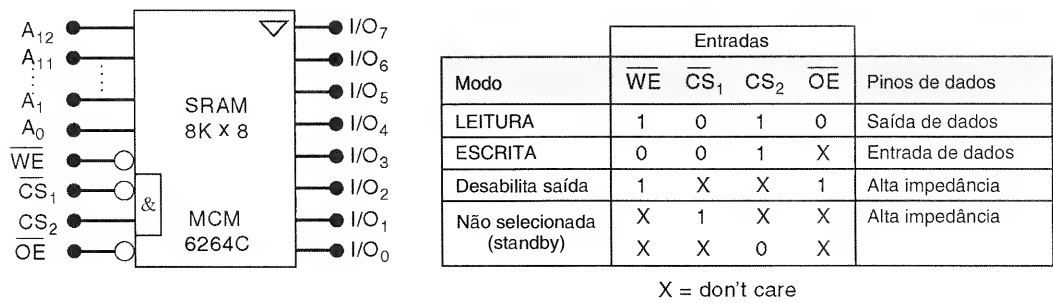 A12
A11
A1
A0
WE
CS1
CS2
OE
&
SRAM
8K X 8
MCM
6264C
I/O7
I/O6
I/O5
I/O4
I/O3
I/O2
I/O1
I/O0
Entradas
Modo W̅E̅ C̅S̅1 CS2 O̅E̅ Pinos de dados
LEITURA 1 0 1 0 Saída de dados
ESCRITA 0 0 1 X Entrada de dados
Desabilita saída 1 X X 1 Alta impedância
Não selecionada X 1 X X Alta impedância
(standby) X X 0 X
X = don't care